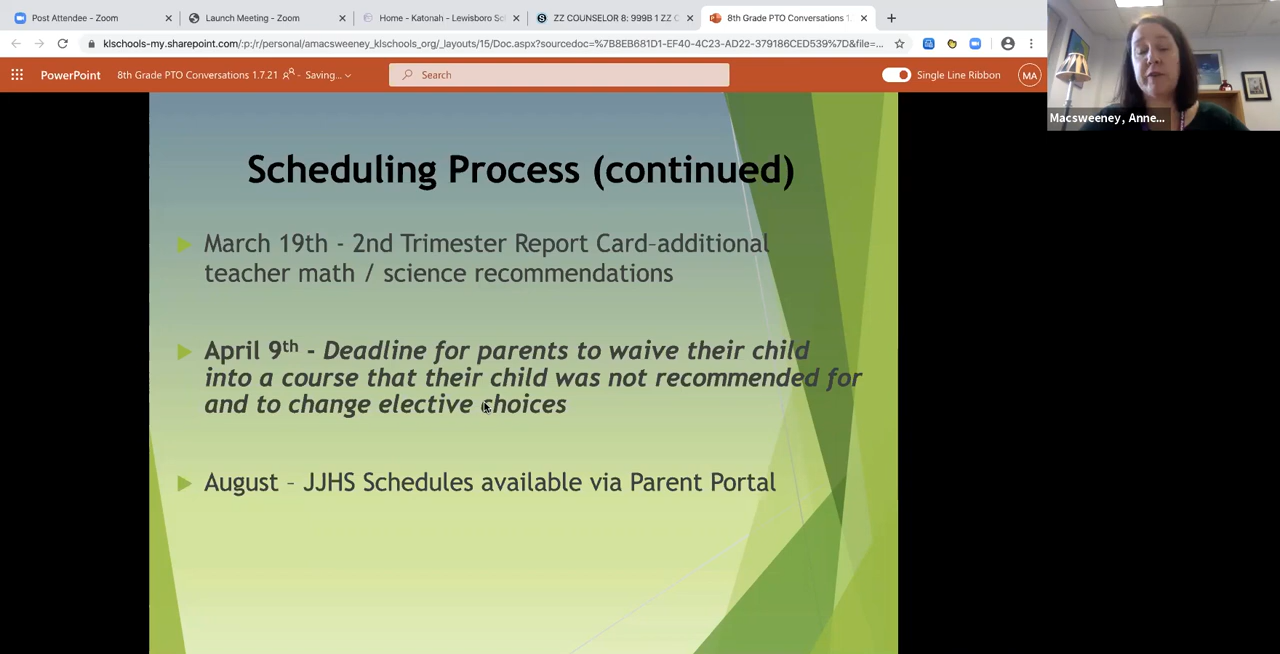 Post Attendee - Zoom
Launch Meeting - Zoom
Home - Katonah - Lewisboro Sc
ZZ COUNSELOR 8: 999B 1 ZZ C
8th Grade PTO Conversations 1.
klschools-my.sharepoint.com/:p:/r/personal/amacsweeney_klschools_org/_layouts/15/Doc.aspx?sourcedoc=%7B8EB681D1-EF40-4C23-AD22-379186CED539%7D&file=...
PowerPoint
8th Grade PTO Conversations 1.7.21 - Saving...
Search
Single Line Ribbon
MA
Macsweeney, Anne...
Scheduling Process (continued)
March 19th - 2nd Trimester Report Card–additional
teacher math / science recommendations
April 9th - Deadline for parents to waive their child
into a course that their child was not recommended for
and to change elective choices
August – JJHS Schedules available via Parent Portal